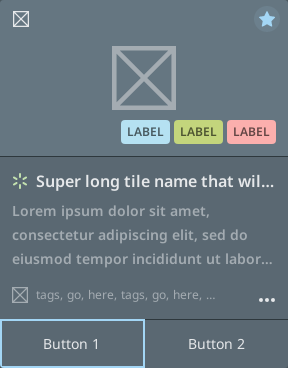 LABEL LABEL LABEL
Super long tile name that wil...
Lorem ipsum dolor sit amet,
consectetur adipiscing elit, sed do
eiusmod tempor incididunt ut labor...
tags, go, here, tags, go, here, ...
Button 1 Button 2